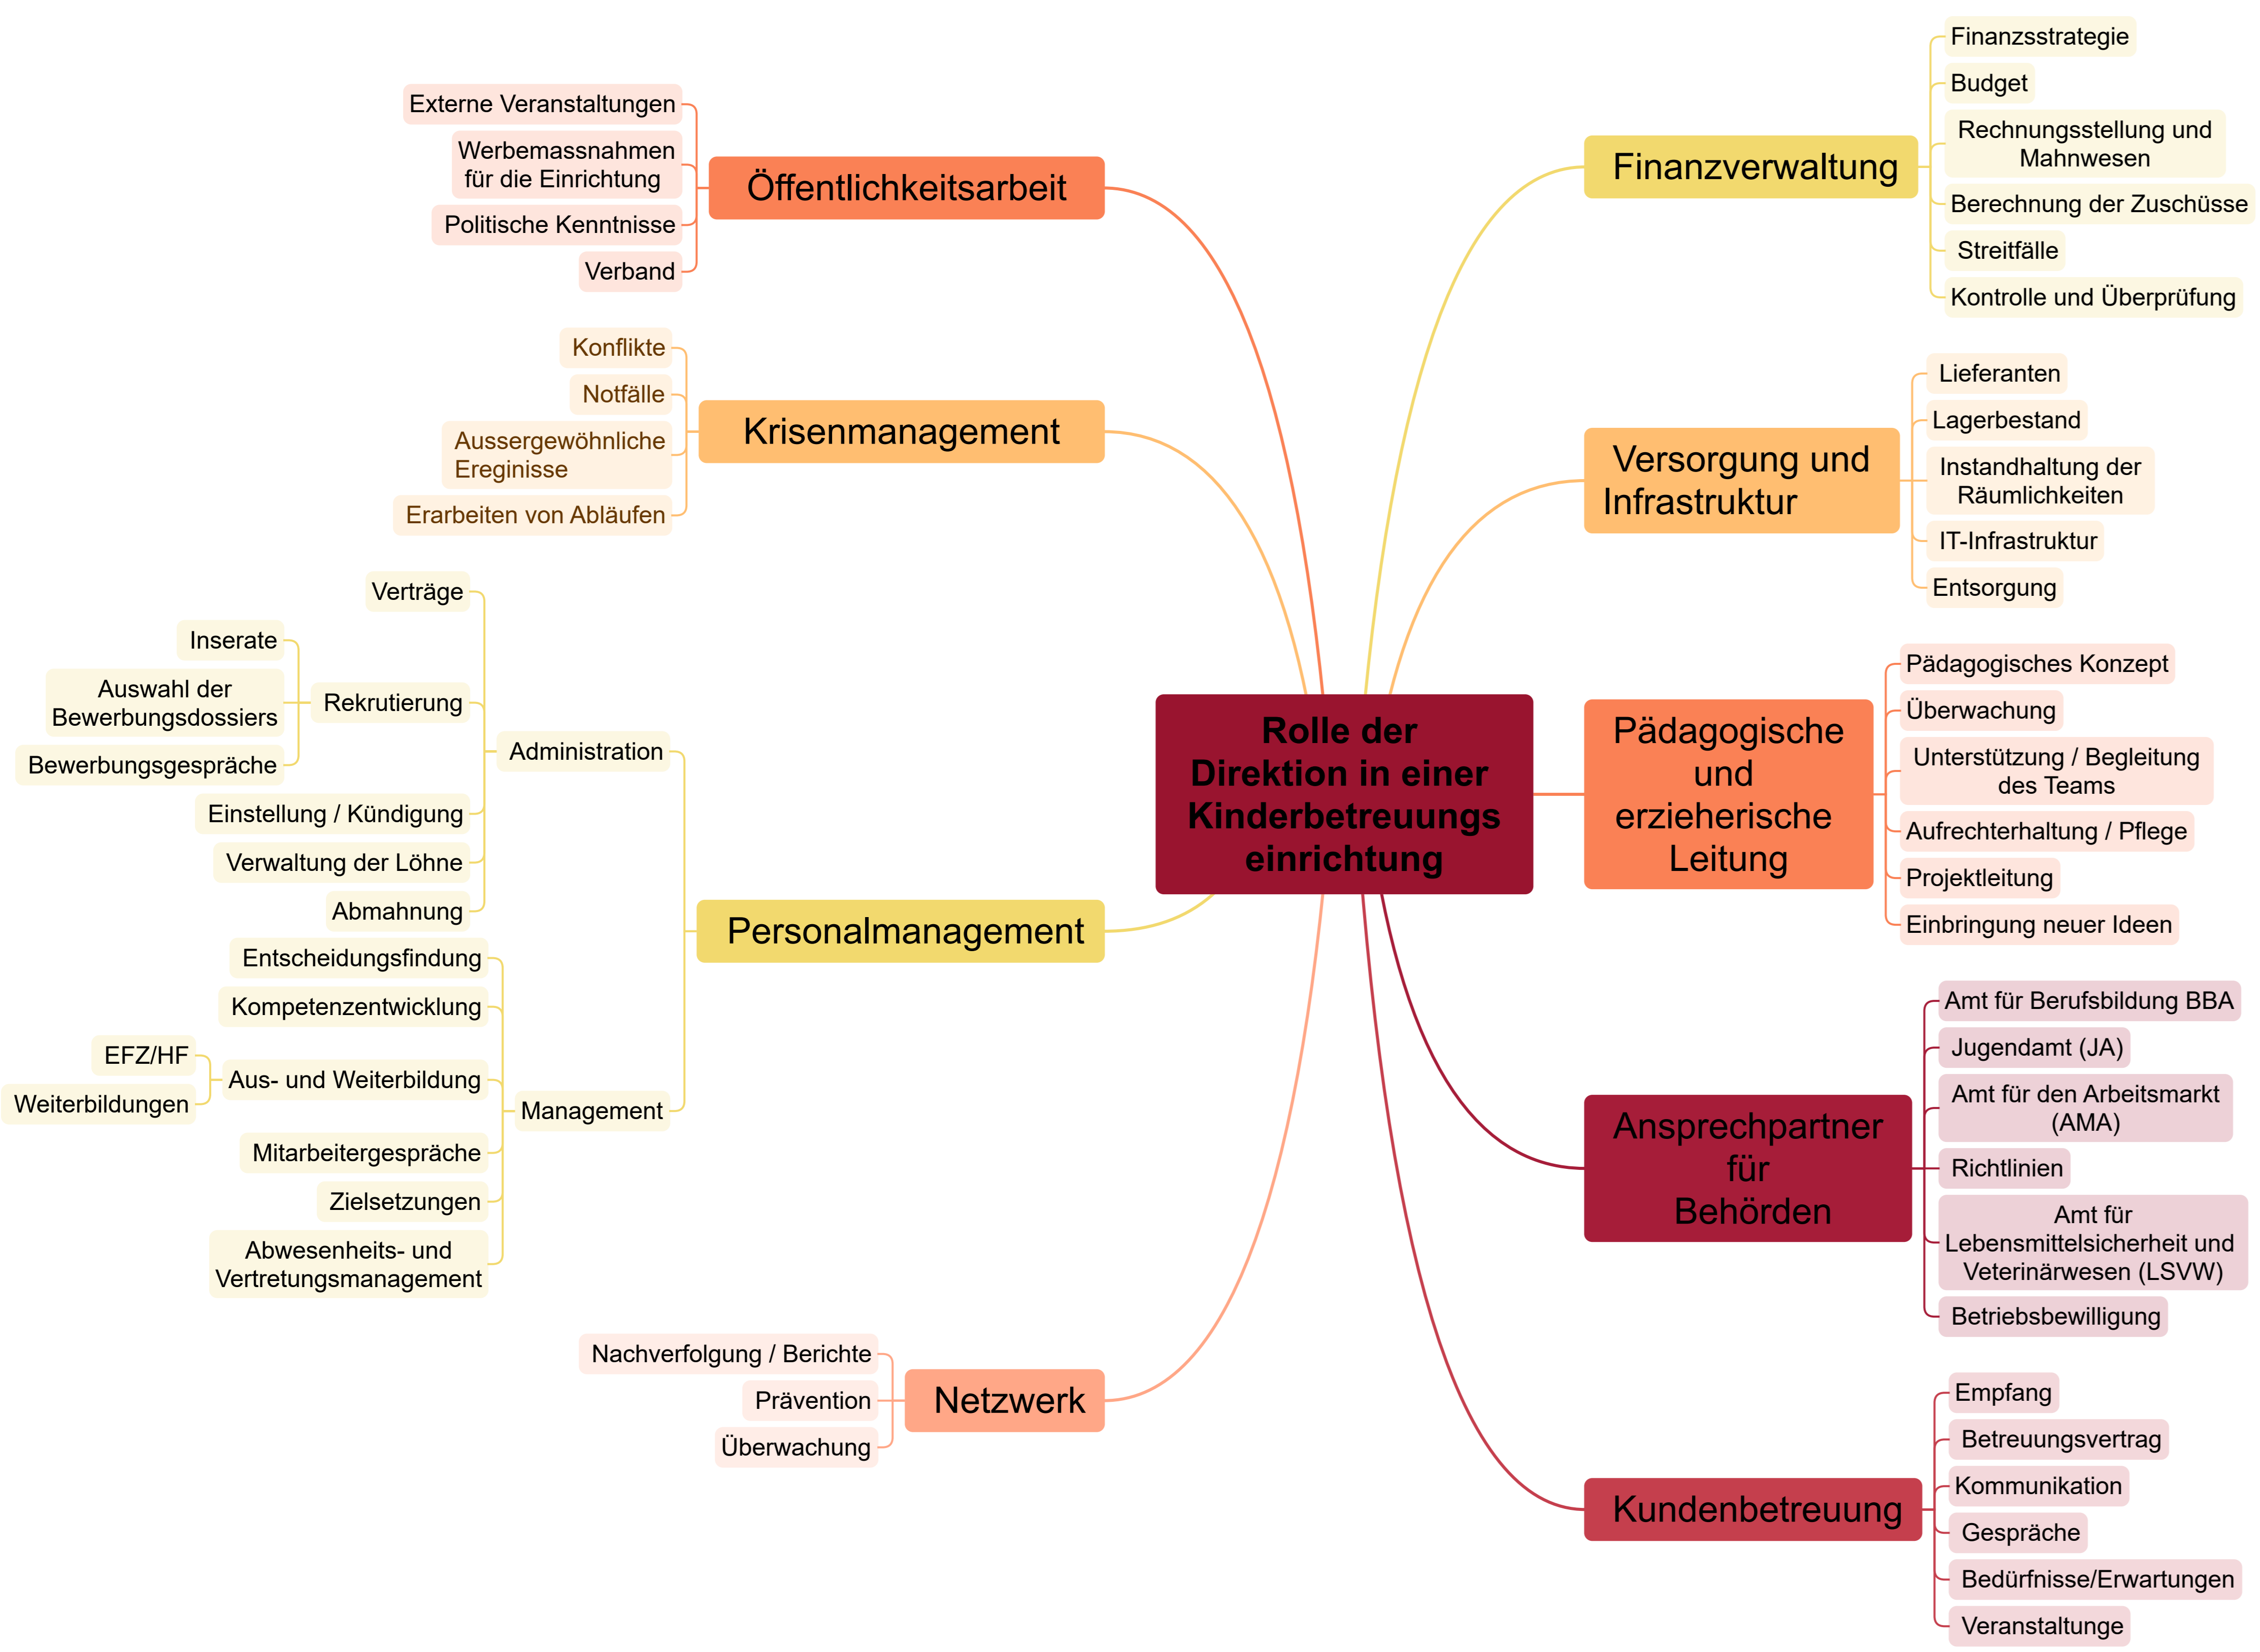 Rolle der
Direktion in einer
Kinderbetreuungs
einrichtung
Öffentlichkeitsarbeit
Externe Veranstaltungen
Werbemassnahmen
für die Einrichtung
Politische Kenntnisse
Verband
Krisenmanagement
Konflikte
Notfälle
Aussergewöhnliche
Ereginisse
Erarbeiten von Abläufen
Personalmanagement
Administration
Verträge
Rekrutierung
Inserate
Auswahl der
Bewerbungsdossiers
Bewerbungsgespräche
Einstellung / Kündigung
Verwaltung der Löhne
Abmahnung
Management
Entscheidungsfindung
Kompetenzentwicklung
Aus- und Weiterbildung
EFZ/HF
Weiterbildungen
Mitarbeitergespräche
Zielsetzungen
Abwesenheits- und
Vertretungsmanagement
Netzwerk
Nachverfolgung / Berichte
Prävention
Überwachung
Finanzverwaltung
Finanzsstrategie
Budget
Rechnungsstellung und
Mahnwesen
Berechnung der Zuschüsse
Streitfälle
Kontrolle und Überprüfung
Versorgung und
Infrastruktur
Lieferanten
Lagerbestand
Instandhaltung der
Räumlichkeiten
IT-Infrastruktur
Entsorgung
Pädagogische
und
erzieherische
Leitung
Pädagogisches Konzept
Überwachung
Unterstützung / Begleitung
des Teams
Aufrechterhaltung / Pflege
Projektleitung
Einbringung neuer Ideen
Ansprechpartner
für
Behörden
Amt für Berufsbildung BBA
Jugendamt (JA)
Amt für den Arbeitsmarkt
(AMA)
Richtlinien
Amt für
Lebensmittelsicherheit und
Veterinärwesen (LSVW)
Betriebsbewilligung
Kundenbetreuung
Empfang
Betreuungsvertrag
Kommunikation
Gespräche
Bedürfnisse/Erwartungen
Veranstaltunge